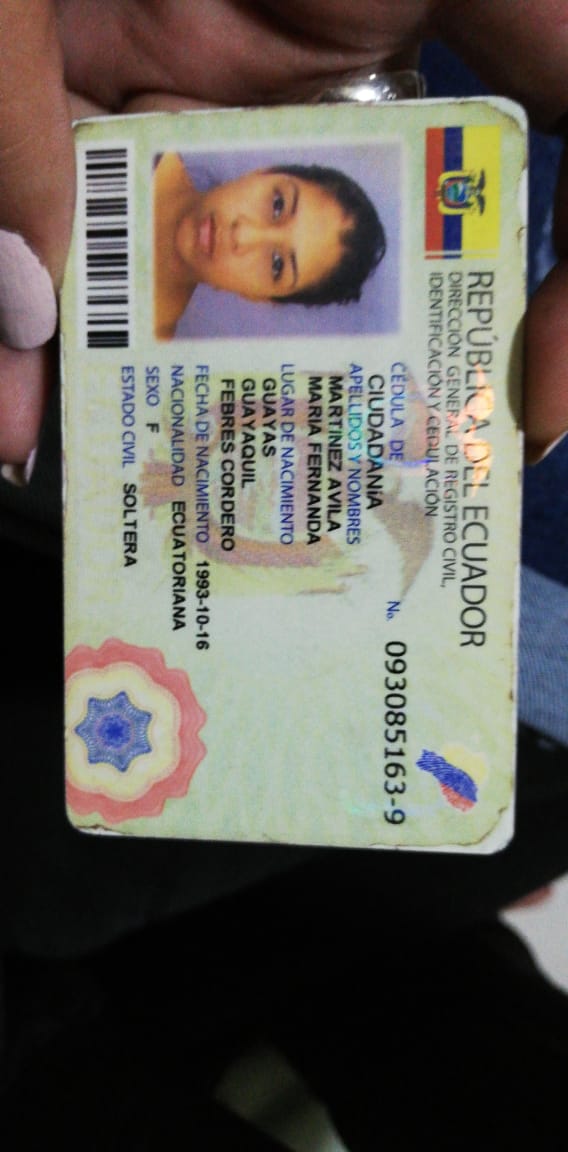 REPÚBLICA DEL ECUADOR
DIRECCIÓN GENERAL DE REGISTRO CIVIL,
IDENTIFICACIÓN Y CEDULACIÓN
CÉDULA DE No. 093085163-9
CIUDADANÍA
APELLIDOS Y NOMBRES
MARTINEZ AVILA
MARIA FERNANDA
LUGAR DE NACIMIENTO
GUAYAS
GUAYAQUIL
FEBRES CORDERO
FECHA DE NACIMIENTO 1993-10-16
NACIONALIDAD ECUATORIANA
SEXO F
ESTADO CIVIL SOLTERA